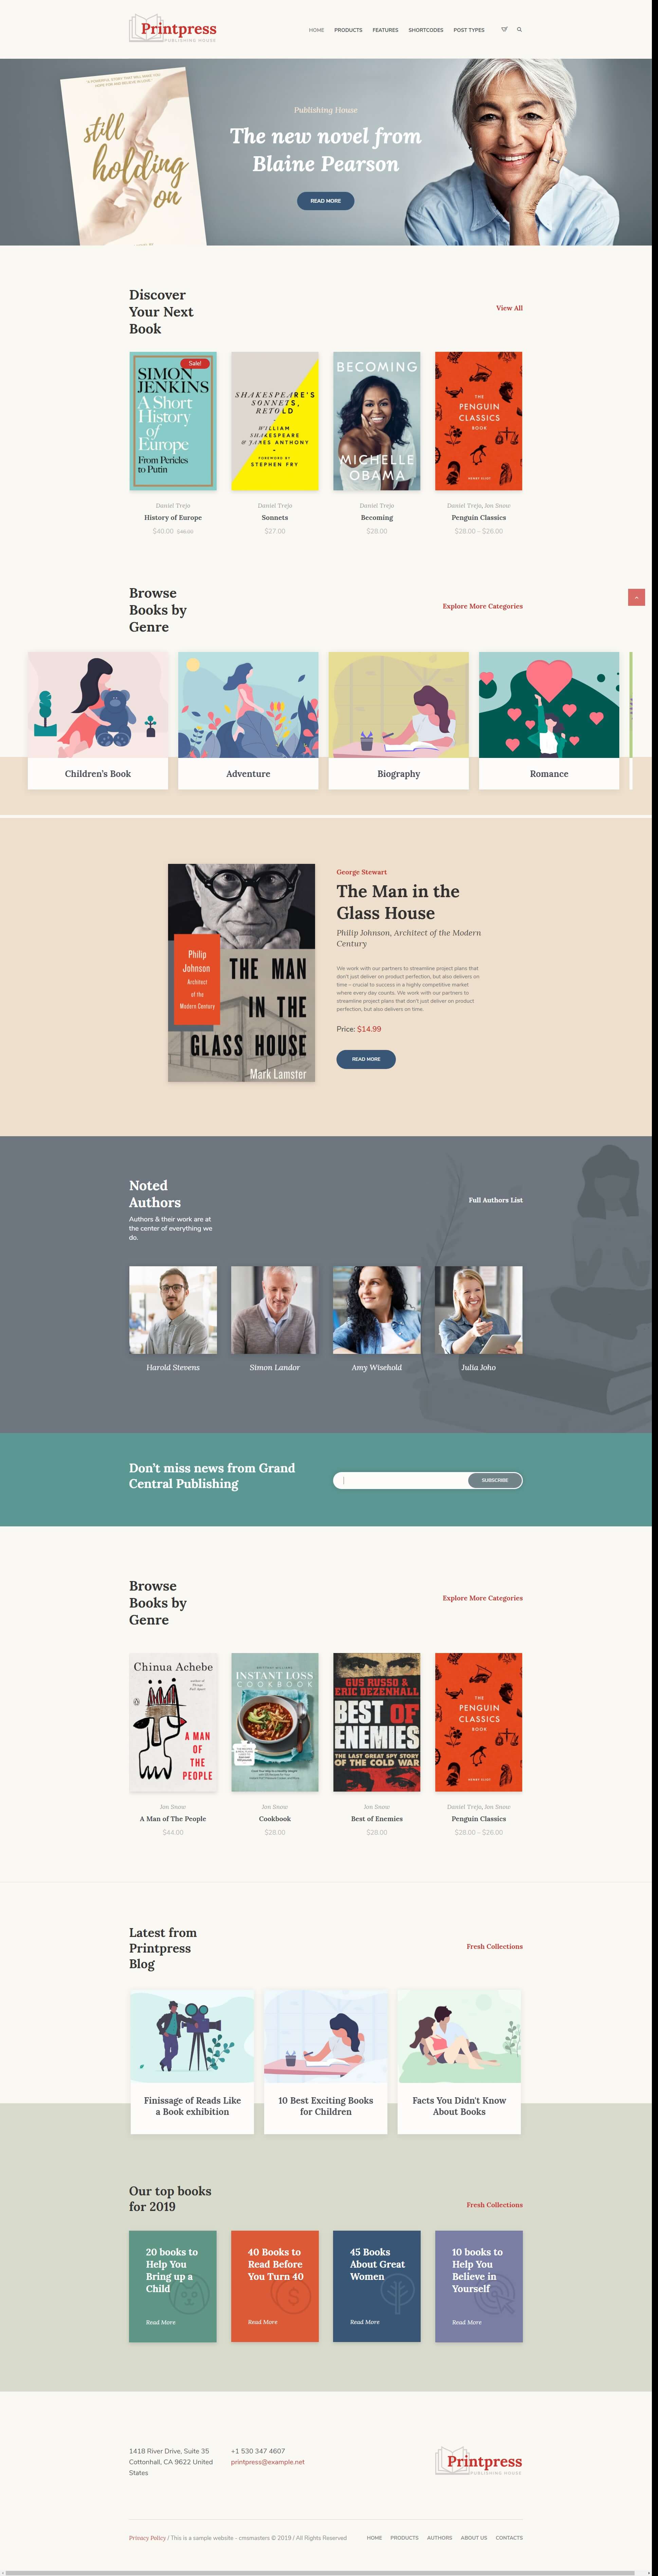 Printpress
PUBLISHING HOUSE
HOME PRODUCTS FEATURES SHORTCODES POST TYPES
still
holding
on
Publishing House
The new novel from
Blaine Pearson
READ MORE
Discover
Your Next
Book
View All
Sale!
SIMON
JENKINS
A Short
History
of
Europe
From Pericles
to Putin
SHAKESPEARE'S
SONNETS,
RETOLD
WILLIAM
SHAKESPEARE
& JAMES ANTHONY
FOREWORD BY
STEPHEN FRY
BECOMING
MICHELLE
OBAMA
THE
PENGUIN
CLASSICS
BOOK
HENRY ELIOT
Daniel Trejo
History of Europe
$40.00
Daniel Trejo
Sonnets
$27.00
Daniel Trejo
Becoming
$28.00
Daniel Trejo, Jon Snow
Penguin Classics
$28.00 – $26.00
Browse
Books by
Genre
Explore More Categories
Children's Book
Adventure
Biography
Romance
Philip
Johnson
Architect
of the
Modern Century
THE MAN
IN THE
GLASS HOUSE
Mark Lamster
George Stewart
The Man in the
Glass House
Philip Johnson, Architect of the Modern
Century
We work with our partners to streamline project plans that
don't just deliver on product perfection, but also delivers on
time – crucial to success in a highly competitive market
where every day counts. We work with our partners to
streamline project plans that don't just deliver on product
perfection, but also delivers on time.
Price: $14.99
READ MORE
Noted
Authors
Authors & their work are at
the center of everything we
do.
Full Authors List
Harold Stevens
Simon Landor
Amy Wisehold
Julia Joho
Don't miss news from Grand
Central Publishing
SUBSCRIBE
Browse
Books by
Genre
Explore More Categories
Chinua Achebe
A MAN
OF
THE
PEOPLE
INSTANT LOSS
COOKBOOK
GUS RUSSO &
ERIC DEZENHALL
BEST OF
ENEMIES
THE LAST GREAT SPY STORY
OF THE COLD WAR
THE
PENGUIN
CLASSICS
BOOK
HENRY ELIOT
Jon Snow
A Man of The People
$44.00
Jon Snow
Cookbook
$28.00
Jon Snow
Best of Enemies
$28.00
Daniel Trejo, Jon Snow
Penguin Classics
$28.00 – $26.00
Latest from
Printpress
Blog
Fresh Collections
Finissage of Reads Like
a Book exhibition
10 Best Exciting Books
for Children
Facts You Didn't Know
About Books
Our top books
for 2019
Fresh Collections
20 books to
Help You
Bring up a
Child
Read More
40 Books to
Read Before
You Turn 40
Read More
45 Books
About Great
Women
Read More
10 books to
Help You
Believe in
Yourself
Read More
1418 River Drive, Suite 35
Cottonhall, CA 9622 United
States
+1 530 347 4607
printpress@example.net
Printpress
PUBLISHING HOUSE
Privacy Policy / This is a sample website - cmsmasters © 2019 / All Rights Reserved
HOME PRODUCTS AUTHORS ABOUT US CONTACTS